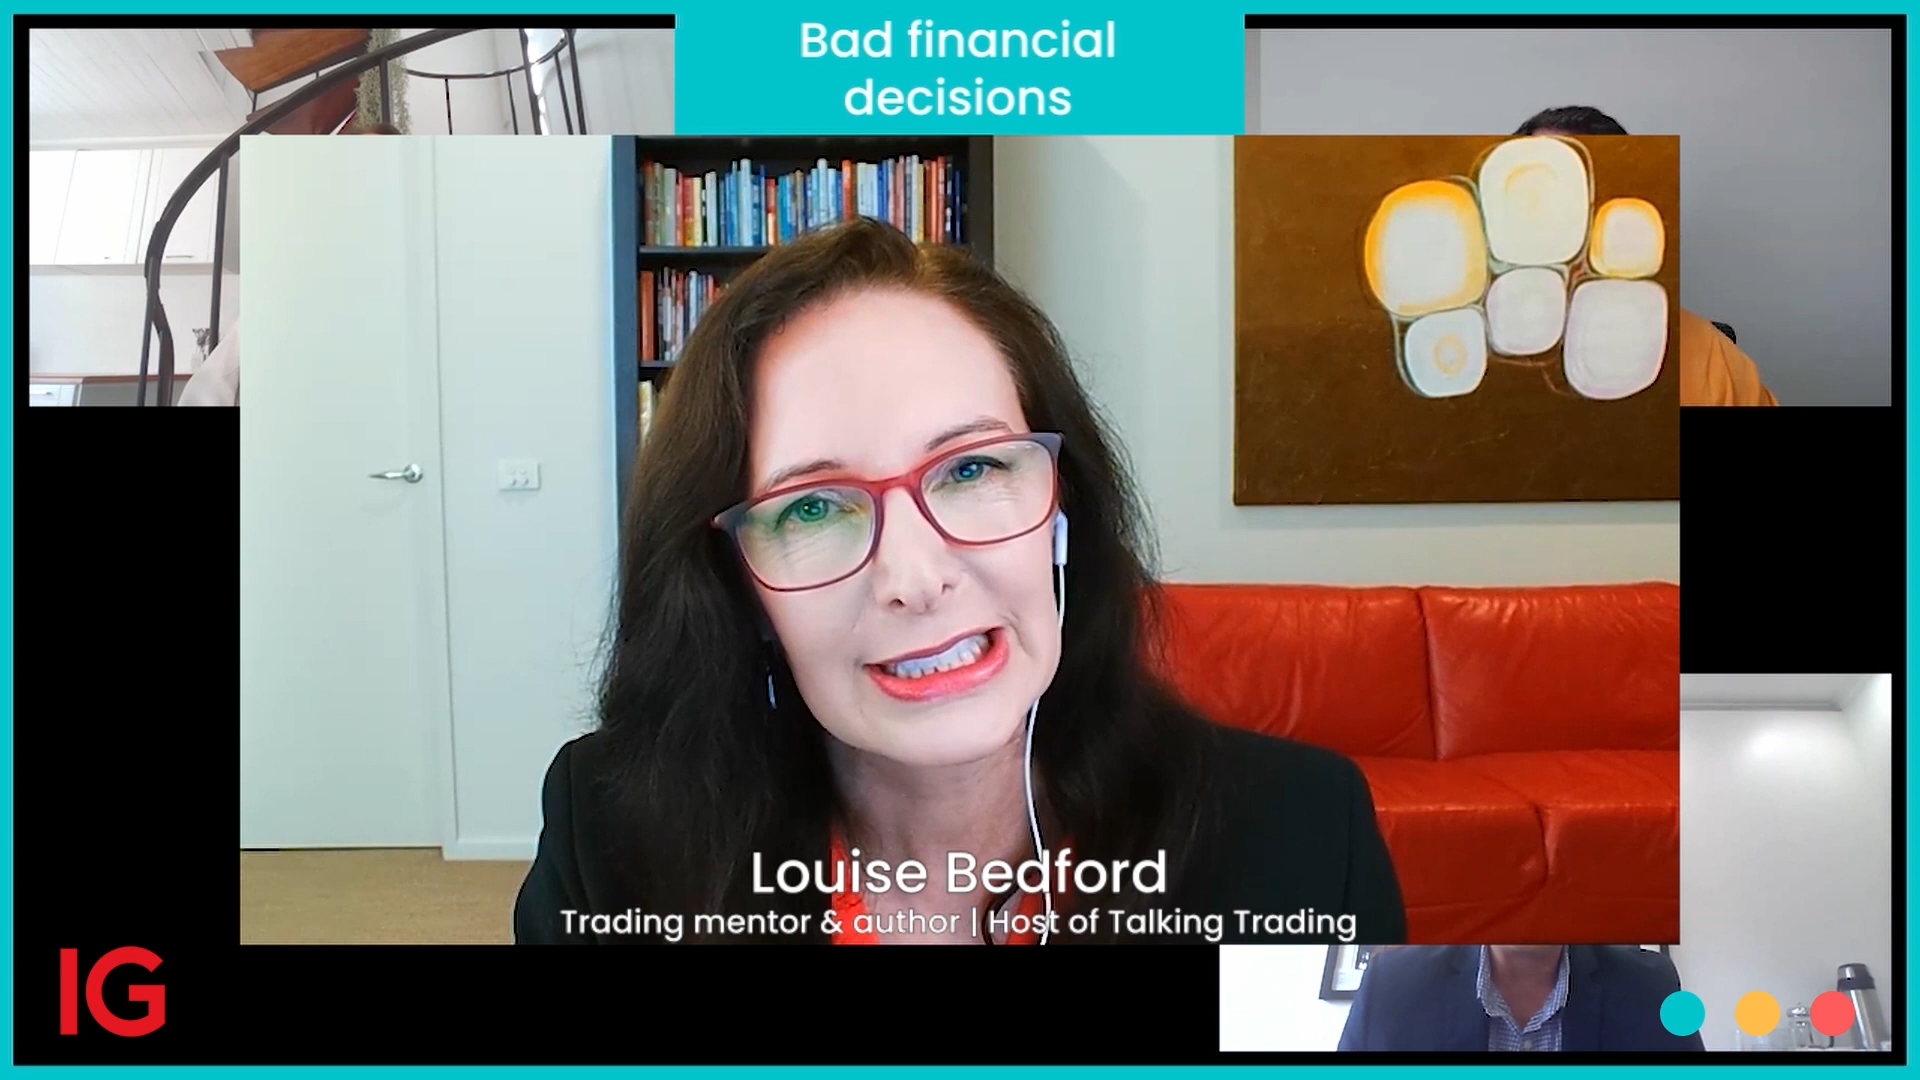 Bad financial
decisions
Louise Bedford
Trading mentor & author | Host of Talking Trading
IG